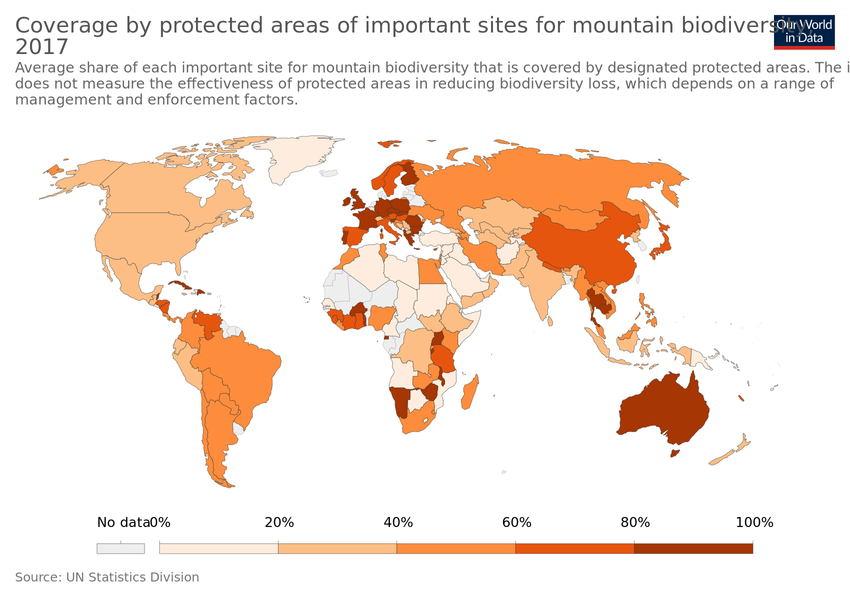 Coverage by protected areas of important sites for mountain biodiversity,
2017
Our World
in Data
Average share of each important site for mountain biodiversity that is covered by designated protected areas. The i
does not measure the effectiveness of protected areas in reducing biodiversity loss, which depends on a range of
management and enforcement factors.
No data
0%
20%
40%
60%
80%
100%
Source: UN Statistics Division